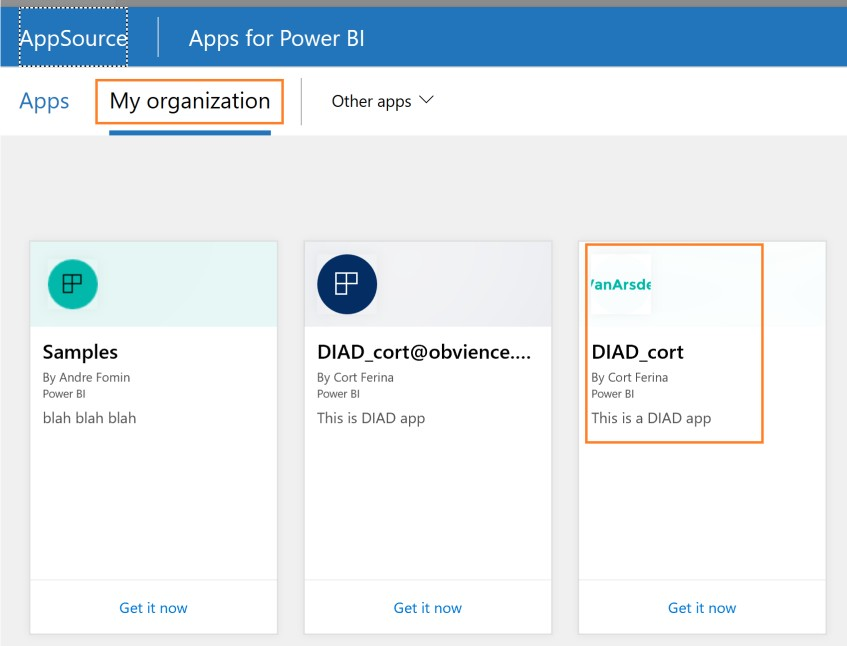 AppSource
Apps for Power BI
Apps
My organization
Other apps
Samples
By Andre Fomin
Power BI
blah blah blah
Get it now
DIAD_cort@obvience....
By Cort Ferina
Power BI
This is DIAD app
Get it now
VanArsde
DIAD_cort
By Cort Ferina
Power BI
This is a DIAD app
Get it now